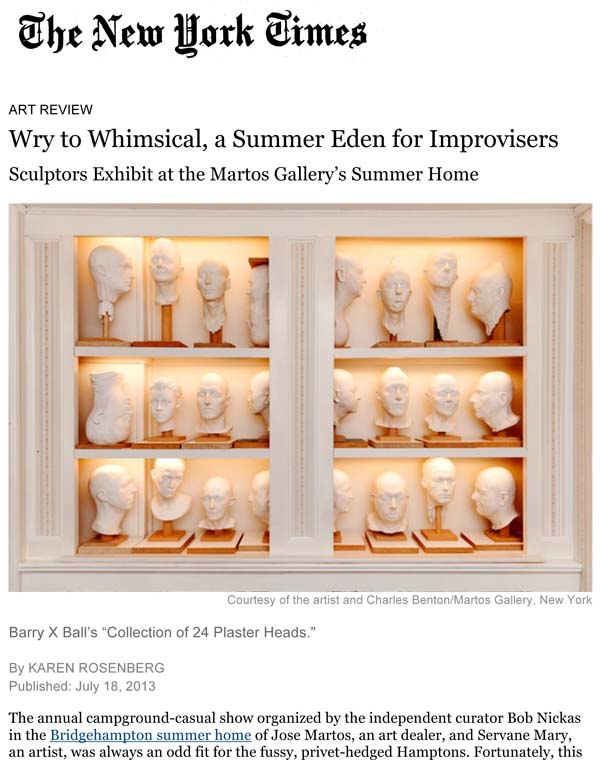 The New York Times
ART REVIEW
Wry to Whimsical, a Summer Eden for Improvisers
Sculptors Exhibit at the Martos Gallery’s Summer Home
Courtesy of the artist and Charles Benton/Martos Gallery, New York
Barry X Ball’s “Collection of 24 Plaster Heads.”
By KAREN ROSENBERG
Published: July 18, 2013
The annual campground-casual show organized by the independent curator Bob Nickas
in the Bridgehampton summer home of Jose Martos, an art dealer, and Servane Mary,
an artist, was always an odd fit for the fussy, privet-hedged Hamptons. Fortunately, this